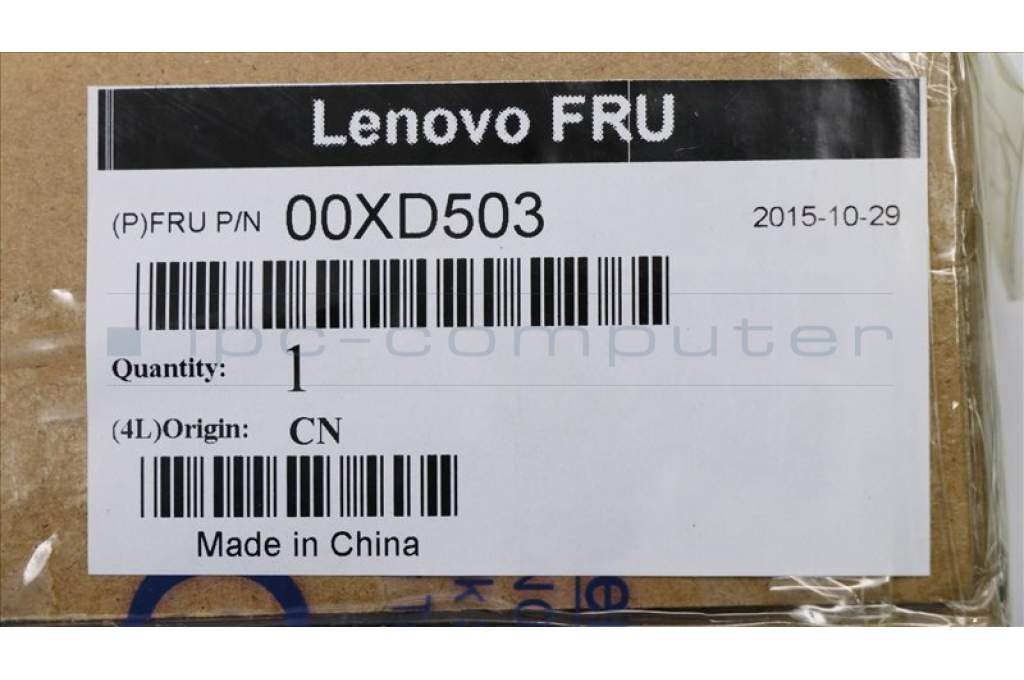 Lenovo FRU
(P)FRU P/N 00XD503 2015-10-29
ipc-computer
Quantity: 1
(4L)Origin: CN
Made in China